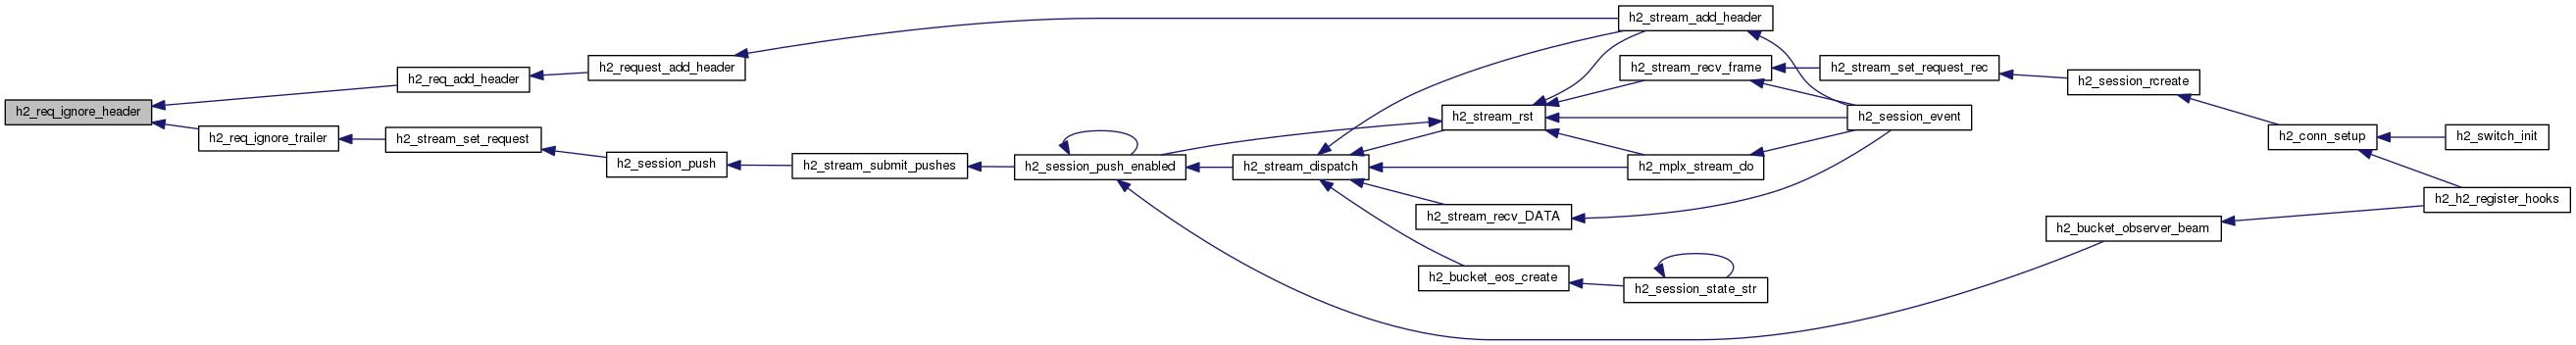 h2_req_ignore_header
h2_req_add_header
h2_request_add_header
h2_stream_add_header
h2_req_ignore_trailer
h2_stream_set_request
h2_session_push
h2_stream_submit_pushes
h2_session_push_enabled
h2_stream_dispatch
h2_stream_rst
h2_stream_recv_frame
h2_stream_set_request_rec
h2_session_rcreate
h2_session_event
h2_conn_setup
h2_switch_init
h2_mplx_stream_do
h2_h2_register_hooks
h2_stream_recv_DATA
h2_bucket_observer_beam
h2_bucket_eos_create
h2_session_state_str